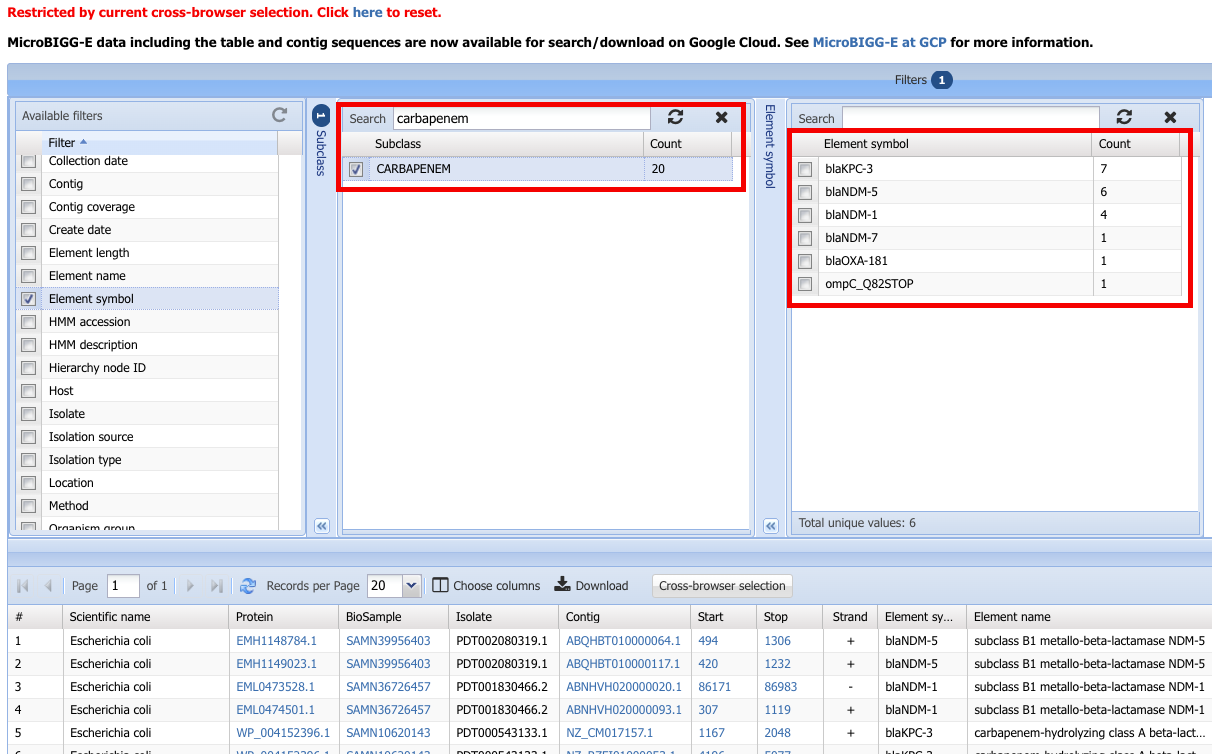 Restricted by current cross-browser selection. Click here to reset.
MicroBIGG-E data including the table and contig sequences are now available for search/download on Google Cloud. See MicroBIGG-E at GCP for more information.
Filters 1
Available filters
Filter
Collection date
Contig
Contig coverage
Create date
Element length
Element name
Element symbol
HMM accession
HMM description
Hierarchy node ID
Host
Isolate
Isolation source
Isolation type
Location
Method
Organism group
1 Subclass
Search carbapenem
Subclass Count
CARBAPENEM 20
Element symbol
Search
Element symbol Count
blaKPC-3 7
blaNDM-5 6
blaNDM-1 4
blaNDM-7 1
blaOXA-181 1
ompC_Q82STOP 1
Total unique values: 6
Page 1 of 1 Records per Page 20 Choose columns Download Cross-browser selection
# Scientific name Protein BioSample Isolate Contig Start Stop Strand Element sy... Element name
1 Escherichia coli EMH1148784.1 SAMN39956403 PDT002080319.1 ABQHBT010000064.1 494 1306 + blaNDM-5 subclass B1 metallo-beta-lactamase NDM-5
2 Escherichia coli EMH1149023.1 SAMN39956403 PDT002080319.1 ABQHBT010000117.1 420 1232 + blaNDM-5 subclass B1 metallo-beta-lactamase NDM-5
3 Escherichia coli EML0473528.1 SAMN36726457 PDT001830466.2 ABNHVH020000020.1 86171 86983 - blaNDM-1 subclass B1 metallo-beta-lactamase NDM-1
4 Escherichia coli EML0474501.1 SAMN36726457 PDT001830466.2 ABNHVH020000093.1 307 1119 + blaNDM-1 subclass B1 metallo-beta-lactamase NDM-1
5 Escherichia coli WP_004152396.1 SAMN10620143 PDT000543133.1 NZ_CM017157.1 1167 2048 + blaKPC-3 carbapenem-hydrolyzing class A beta-lact...